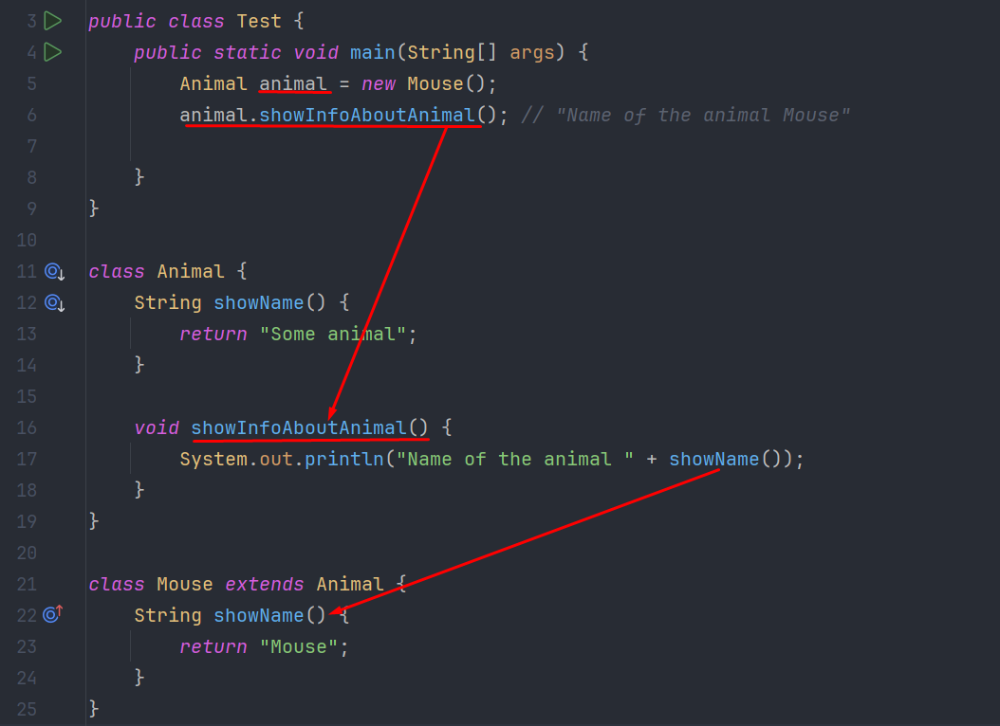 3 public class Test {
4     public static void main(String[] args) {
5         Animal animal = new Mouse();
6         animal.showInfoAboutAnimal(); // "Name of the animal Mouse"
7
8     }
9 }
10
11 class Animal {
12     String showName() {
13         return "Some animal";
14     }
15
16     void showInfoAboutAnimal() {
17         System.out.println("Name of the animal " + showName());
18     }
19 }
20
21 class Mouse extends Animal {
22     String showName() {
23         return "Mouse";
24     }
25 }